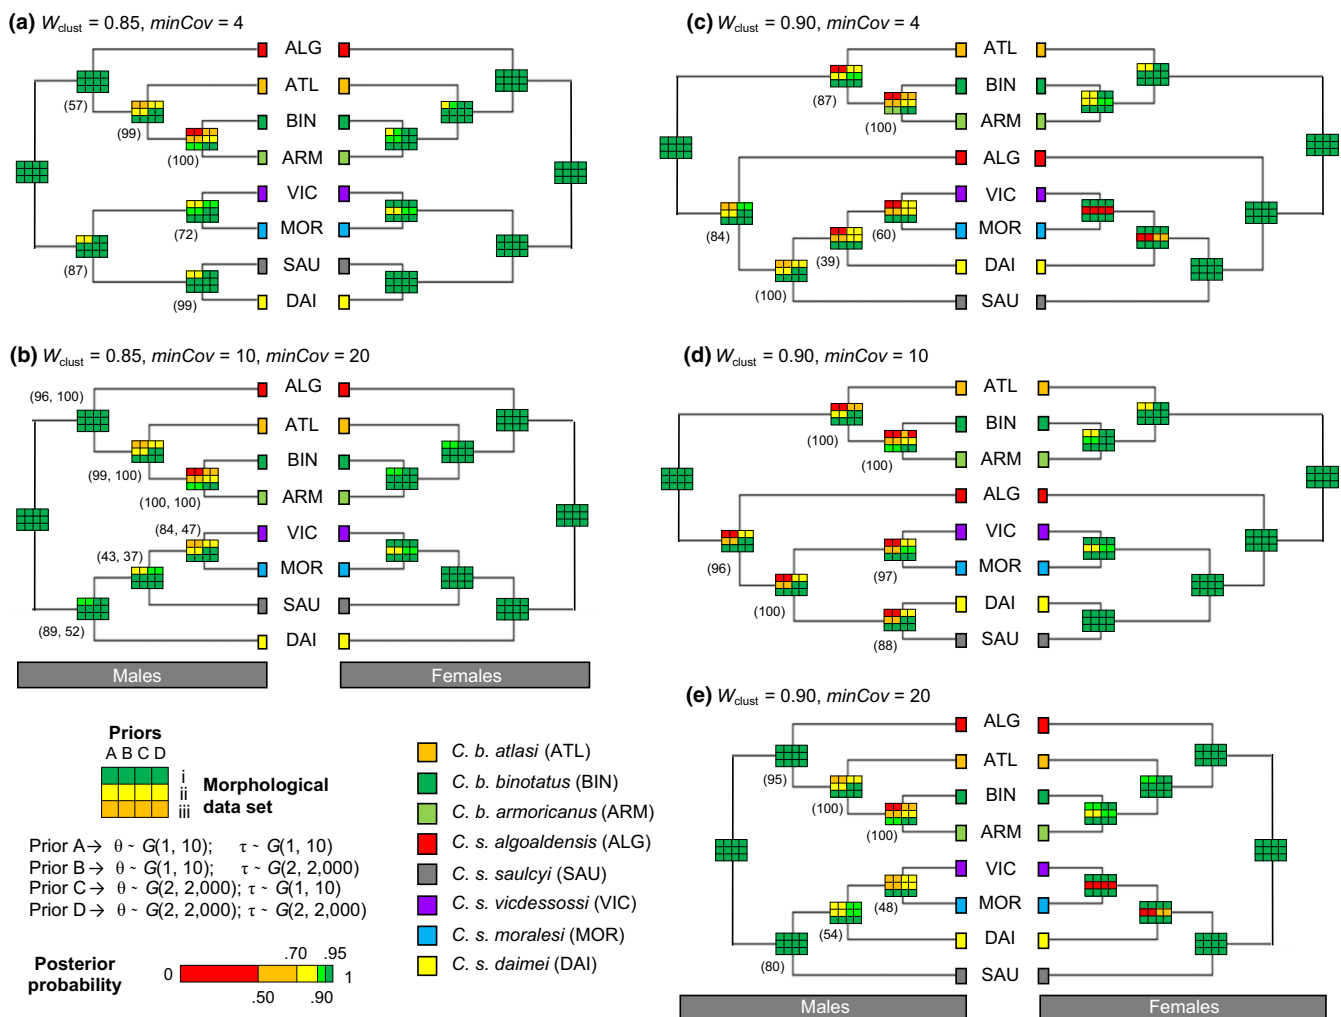 (a) Wclust = 0.85, minCov = 4
ALG
ATL
BIN
ARM
VIC
MOR
SAU
DAI
(57)
(99)
(100)
(72)
(87)
(99)
(b) Wclust = 0.85, minCov = 10, minCov = 20
ALG
ATL
BIN
ARM
VIC
MOR
SAU
DAI
(96, 100)
(99, 100)
(100, 100)
(84, 47)
(43, 37)
(89, 52)
Males
Females
Priors
A B C D
i
ii
iii
Morphological
data set
Prior A→ θ ~ G(1, 10); τ ~ G(1, 10)
Prior B→ θ ~ G(1, 10); τ ~ G(2, 2,000)
Prior C→ θ ~ G(2, 2,000); τ ~ G(1, 10)
Prior D→ θ ~ G(2, 2,000); τ ~ G(2, 2,000)
Posterior
probability
0
.50
.70
.90
.95
1
C. b. atlasi (ATL)
C. b. binotatus (BIN)
C. b. armoricanus (ARM)
C. s. algoaldensis (ALG)
C. s. saulcyi (SAU)
C. s. vicdessossi (VIC)
C. s. moralesi (MOR)
C. s. daimei (DAI)
(c) Wclust = 0.90, minCov = 4
ATL
BIN
ARM
ALG
VIC
MOR
DAI
SAU
(87)
(100)
(84)
(60)
(39)
(100)
(d) Wclust = 0.90, minCov = 10
ATL
BIN
ARM
ALG
VIC
MOR
DAI
SAU
(100)
(100)
(96)
(97)
(100)
(88)
(e) Wclust = 0.90, minCov = 20
ALG
ATL
BIN
ARM
VIC
MOR
DAI
SAU
(95)
(100)
(100)
(48)
(54)
(80)
Males
Females